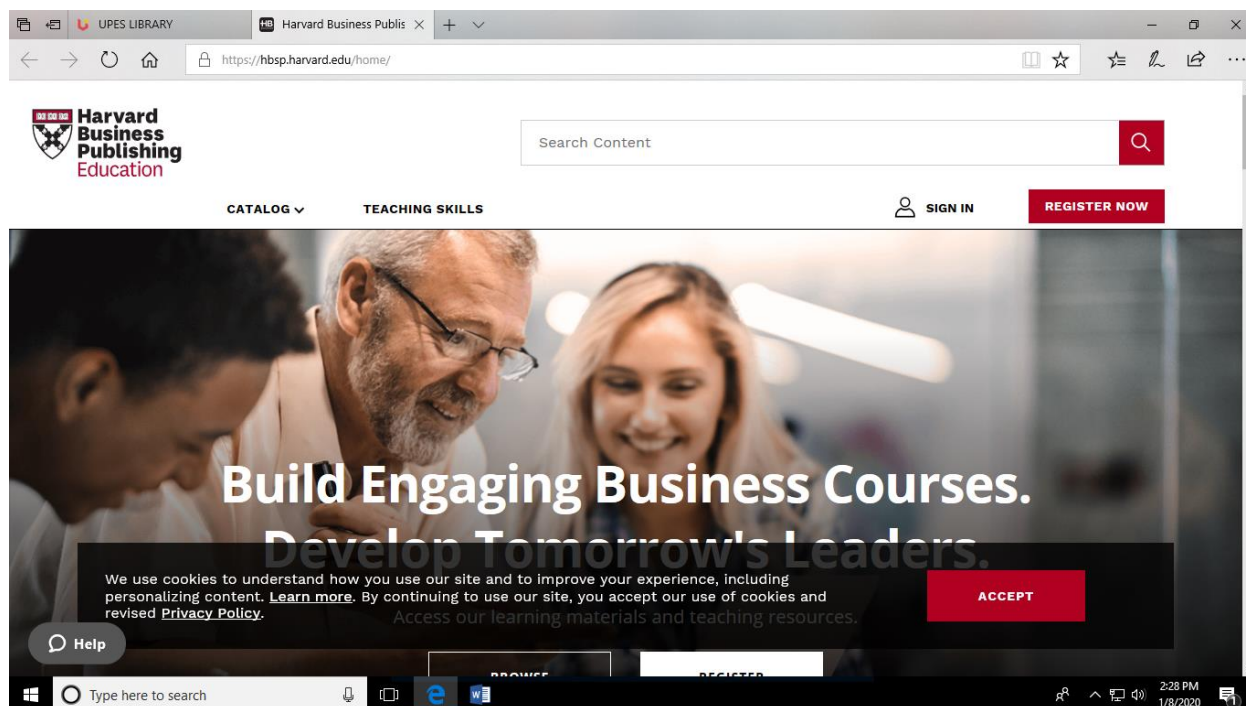 UPES LIBRARY
Harvard Business Publis
https://hbsp.harvard.edu/home/
Harvard
Business
Publishing
Education
Search Content
CATALOG
TEACHING SKILLS
SIGN IN
REGISTER NOW
Build Engaging Business Courses.
Develop Tomorrow's Leaders.
We use cookies to understand how you use our site and to improve your experience, including
personalizing content. Learn more. By continuing to use our site, you accept our use of cookies and
revised Privacy Policy.
ACCEPT
Access our learning materials and teaching resources.
Help
BROWSE
REGISTER
Type here to search
2:28 PM
1/8/2020